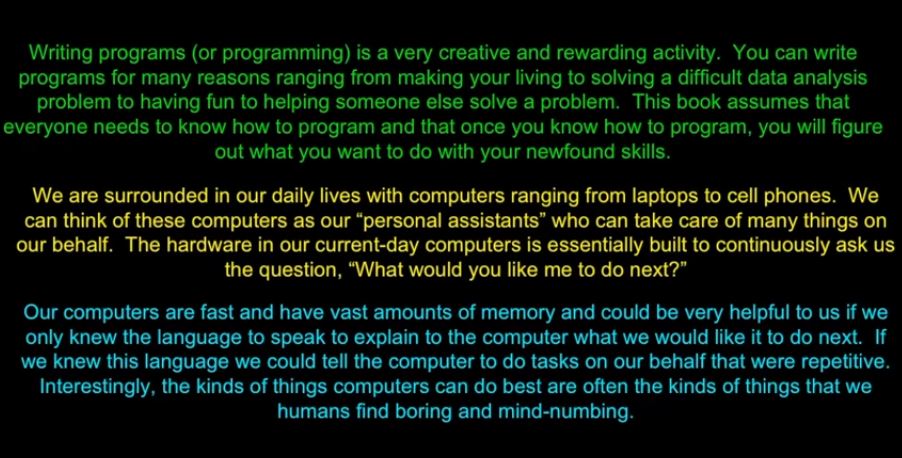 Writing programs (or programming) is a very creative and rewarding activity.  You can write
programs for many reasons ranging from making your living to solving a difficult data analysis
problem to having fun to helping someone else solve a problem.  This book assumes that
everyone needs to know how to program and that once you know how to program, you will figure
out what you want to do with your newfound skills.
We are surrounded in our daily lives with computers ranging from laptops to cell phones.  We
can think of these computers as our “personal assistants” who can take care of many things on
our behalf.  The hardware in our current-day computers is essentially built to continuously ask us
the question, “What would you like me to do next?”
Our computers are fast and have vast amounts of memory and could be very helpful to us if we
only knew the language to speak to explain to the computer what we would like it to do next.  If
we knew this language we could tell the computer to do tasks on our behalf that were repetitive.
Interestingly, the kinds of things computers can do best are often the kinds of things that we
humans find boring and mind-numbing.